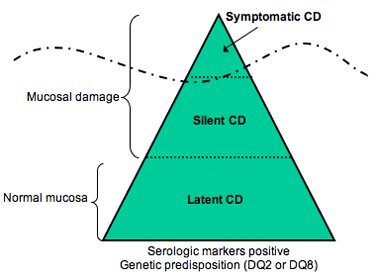 Symptomatic CD
Mucosal damage
Silent CD
Normal mucosa
Latent CD
Serologic markers positive
Genetic predisposition (DQ2 or DQ8)